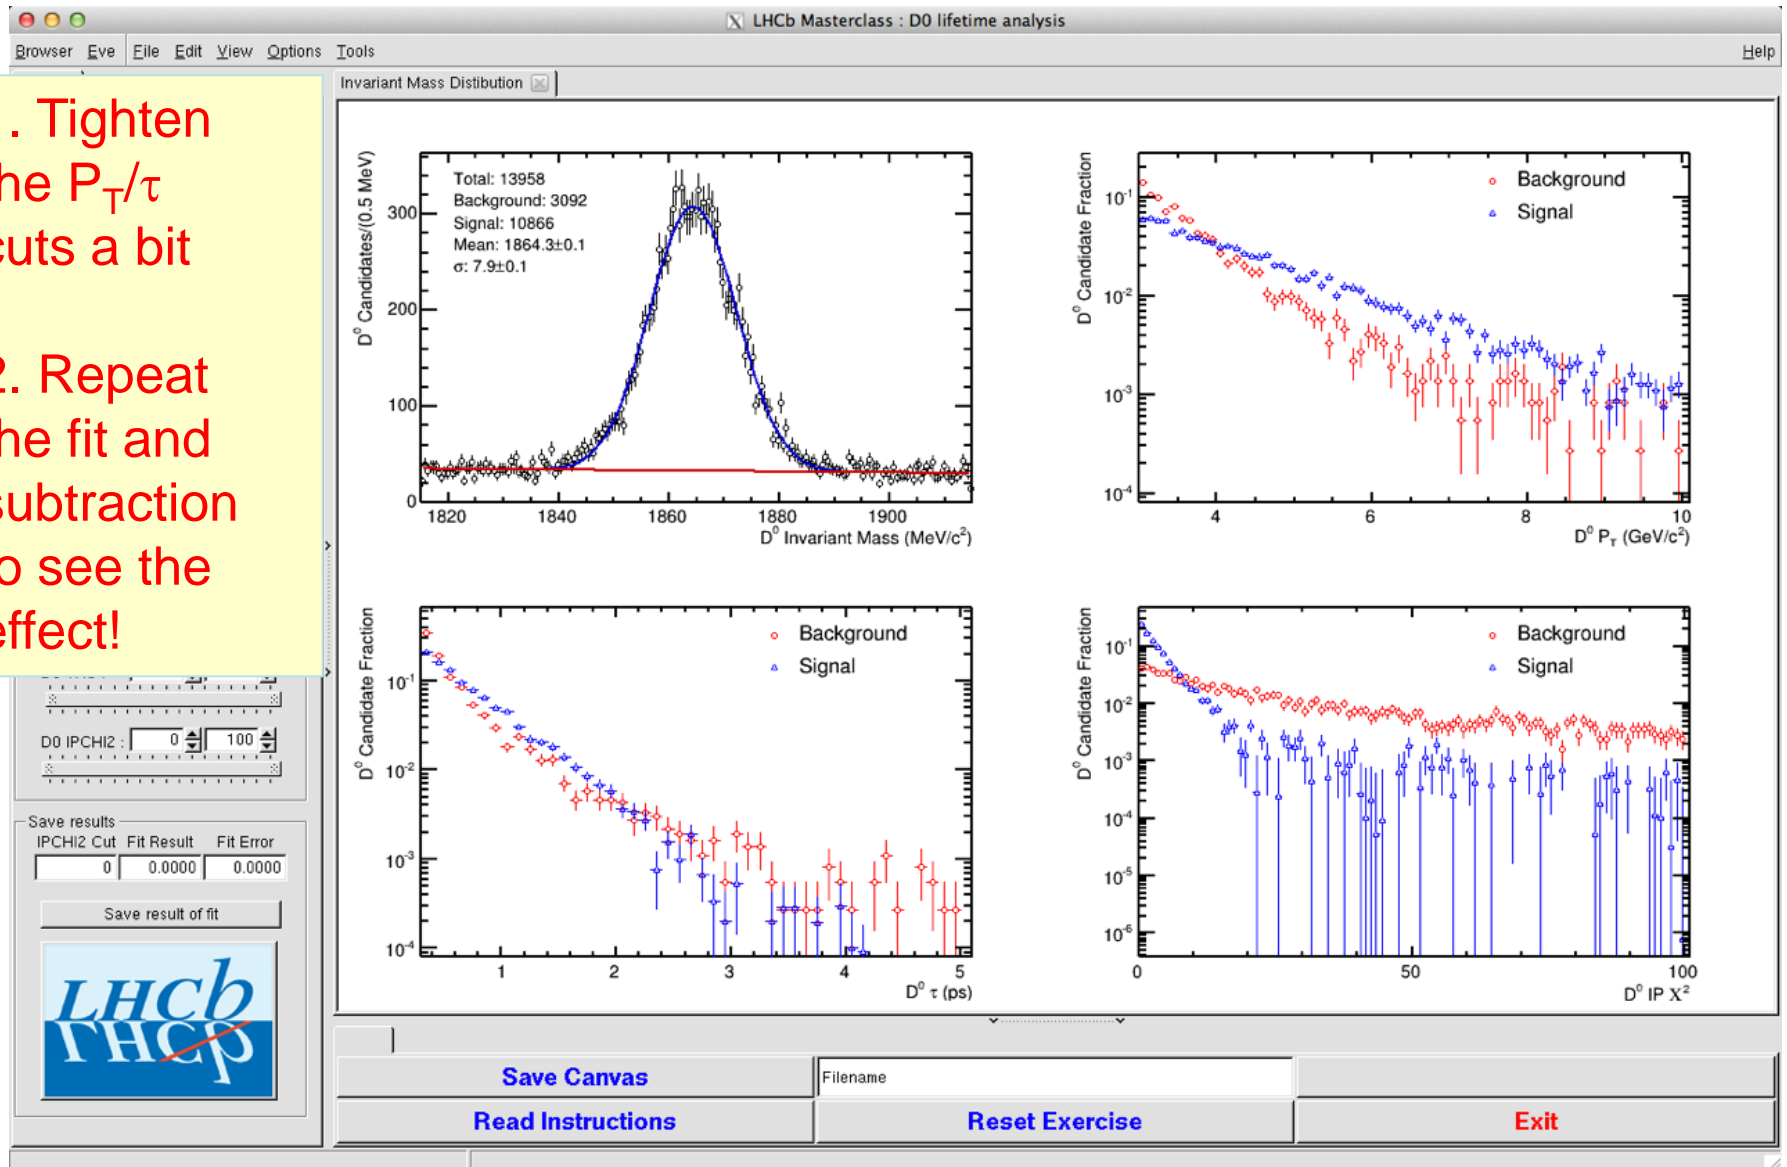 LHCb Masterclass : D0 lifetime analysis
Browser Eve File Edit View Options Tools Help
Invariant Mass Distibution
. Tighten
he P_T/τ
cuts a bit
2. Repeat
he fit and
subtraction
o see the
effect!
D0 IPCHI2 : 0 100
Save results
IPCHI2 Cut Fit Result Fit Error
0 0.0000 0.0000
Save result of fit
LHCb
LHCb
D⁰ Candidates/(0.5 MeV)
Total: 13958
Background: 3092
Signal: 10866
Mean: 1864.3±0.1
σ: 7.9±0.1
300
200
100
0
1820 1840 1860 1880 1900
D⁰ Invariant Mass (MeV/c²)
D⁰ Candidate Fraction
Background
Signal
10⁻¹
10⁻²
10⁻³
10⁻⁴
4 6 8 10
D⁰ P_T (GeV/c²)
D⁰ Candidate Fraction
Background
Signal
10⁻¹
10⁻²
10⁻³
10⁻⁴
1 2 3 4 5
D⁰ τ (ps)
D⁰ Candidate Fraction
Background
Signal
10⁻¹
10⁻²
10⁻³
10⁻⁴
10⁻⁵
10⁻⁶
0 50 100
D⁰ IP Χ²
Save Canvas
Filename
Read Instructions
Reset Exercise
Exit